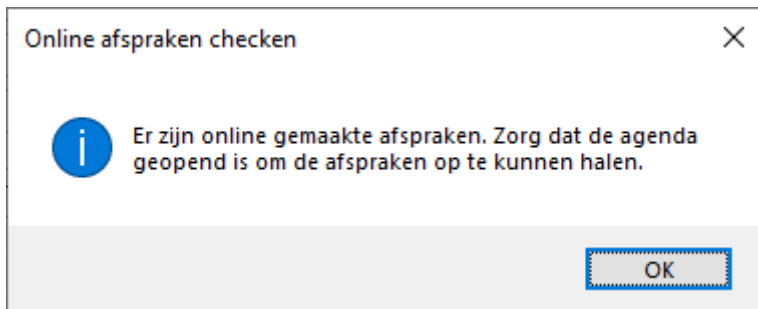 Online afspraken checken
Er zijn online gemaakte afspraken. Zorg dat de agenda
geopend is om de afspraken op te kunnen halen.
OK